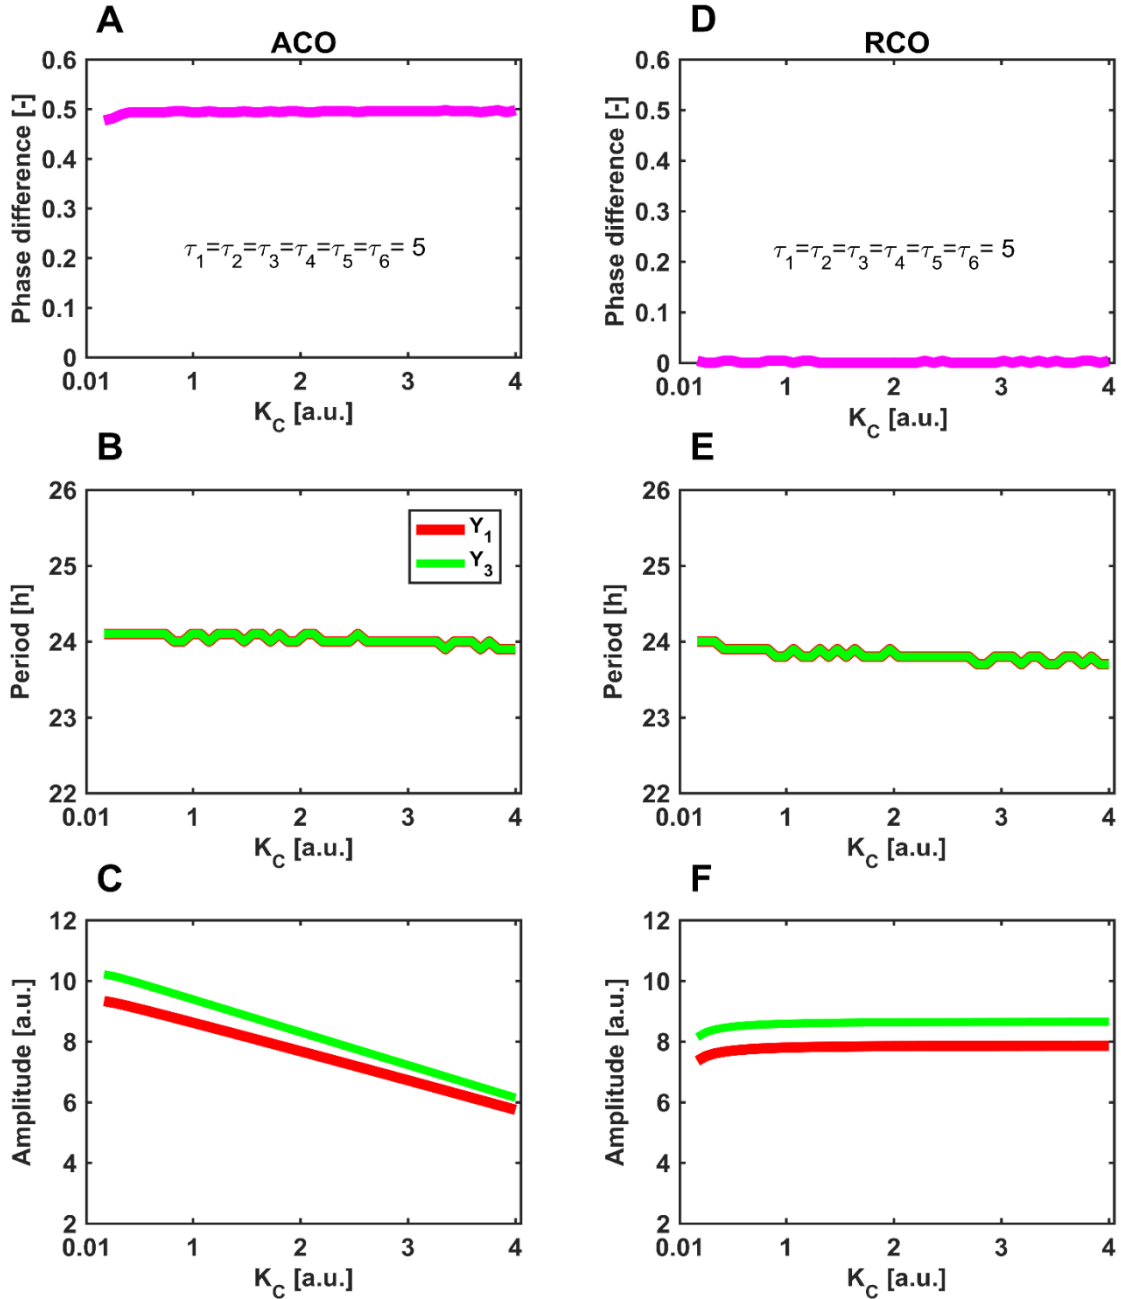 A
ACO
0.6
0.5
0.4
0.3
0.2
0.1
0
Phase difference [-]
τ1=τ2=τ3=τ4=τ5=τ6= 5
0.01 1 2 3 4
KC [a.u.]
D
RCO
0.6
0.5
0.4
0.3
0.2
0.1
0
Phase difference [-]
τ1=τ2=τ3=τ4=τ5=τ6= 5
0.01 1 2 3 4
KC [a.u.]
B
26
25
24
23
22
Period [h]
Y1
Y3
0.01 1 2 3 4
KC [a.u.]
E
26
25
24
23
22
Period [h]
0.01 1 2 3 4
KC [a.u.]
C
12
10
8
6
4
2
Amplitude [a.u.]
0.01 1 2 3 4
KC [a.u.]
F
12
10
8
6
4
2
Amplitude [a.u.]
0.01 1 2 3 4
KC [a.u.]